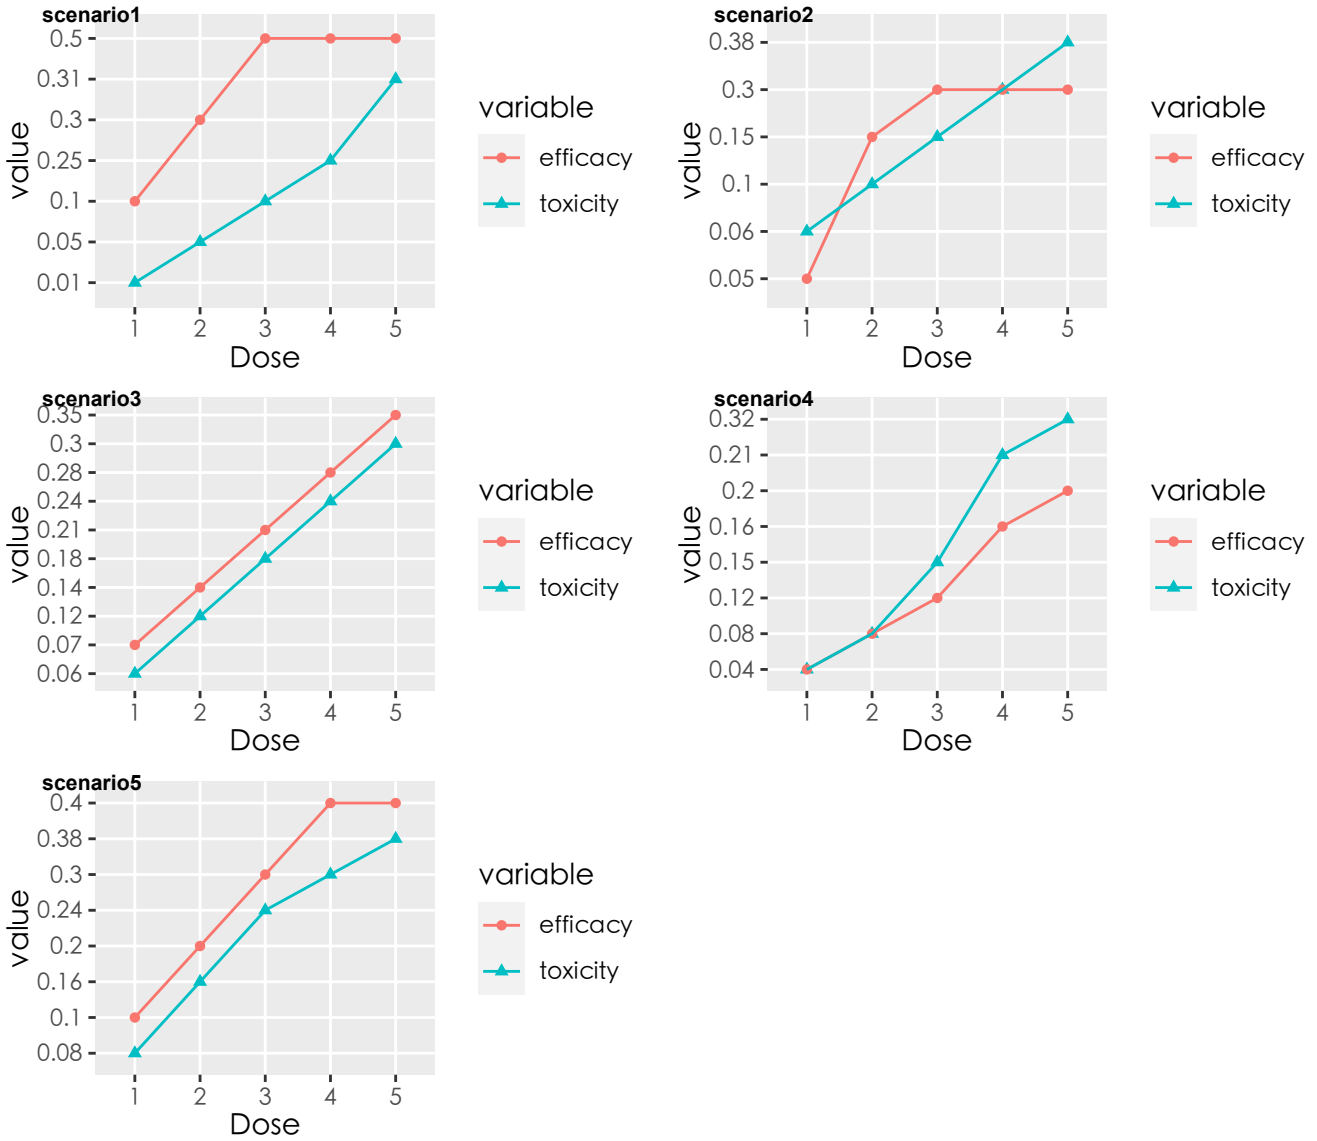 scenario1
value
0.5
0.31
0.3
0.25
0.1
0.05
0.01
1 2 3 4 5
Dose
variable
efficacy
toxicity
scenario2
value
0.38
0.3
0.15
0.1
0.06
0.05
1 2 3 4 5
Dose
variable
efficacy
toxicity
scenario3
value
0.35
0.3
0.28
0.24
0.21
0.18
0.14
0.12
0.07
0.06
1 2 3 4 5
Dose
variable
efficacy
toxicity
scenario4
value
0.32
0.21
0.2
0.16
0.15
0.12
0.08
0.04
1 2 3 4 5
Dose
variable
efficacy
toxicity
scenario5
value
0.4
0.38
0.3
0.24
0.2
0.16
0.1
0.08
1 2 3 4 5
Dose
variable
efficacy
toxicity